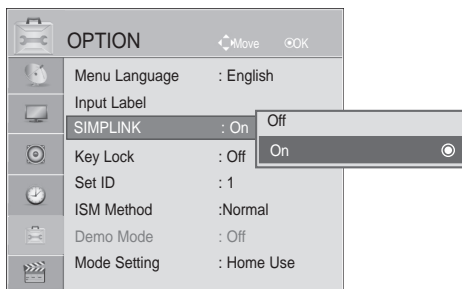 OPTION Move OK
Menu Language : English
Input Label
SIMPLINK : On
Off
On
Key Lock : Off
Set ID : 1
ISM Method :Normal
Demo Mode : Off
Mode Setting : Home Use